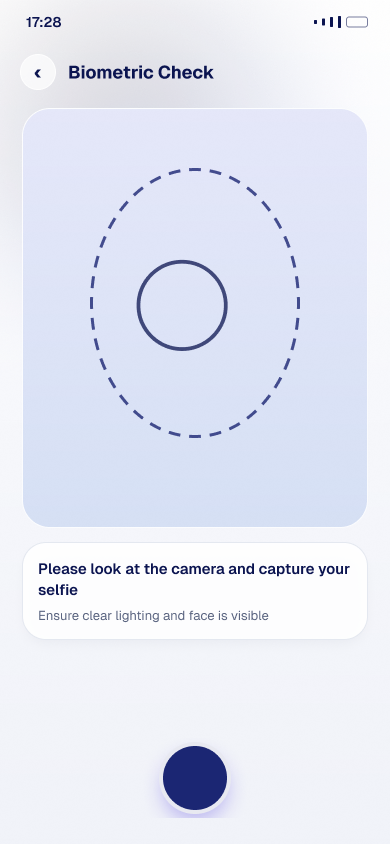 17:28
Biometric Check
Please look at the camera and capture your
selfie
Ensure clear lighting and face is visible